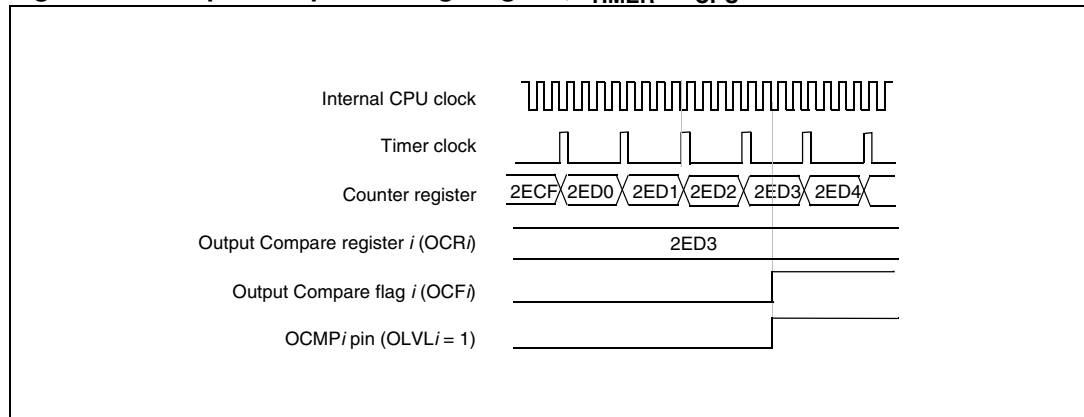 Internal CPU clock
Timer clock
Counter register 2ECF 2ED0 2ED1 2ED2 2ED3 2ED4
Output Compare register i (OCRi) 2ED3
Output Compare flag i (OCFi)
OCMPi pin (OLVLi = 1)